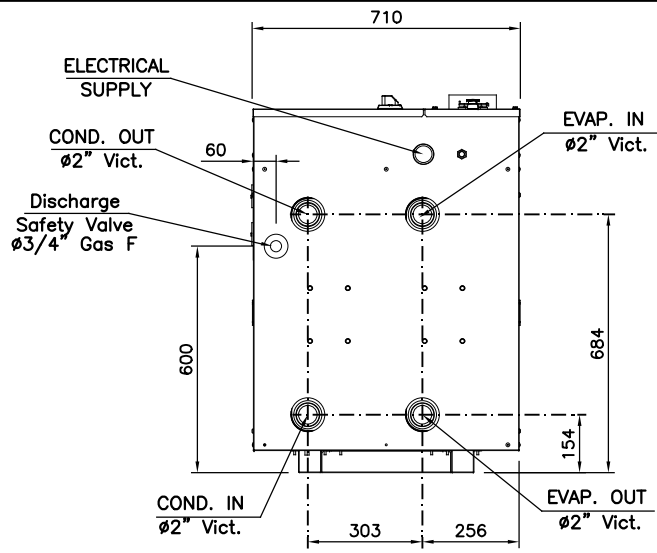 710
ELECTRICAL
SUPPLY
COND. OUT
ø2” Vict.
60
EVAP. IN
ø2” Vict.
Discharge
Safety Valve
ø3/4” Gas F
600
684
154
COND. IN
ø2” Vict.
EVAP. OUT
ø2” Vict.
303
256